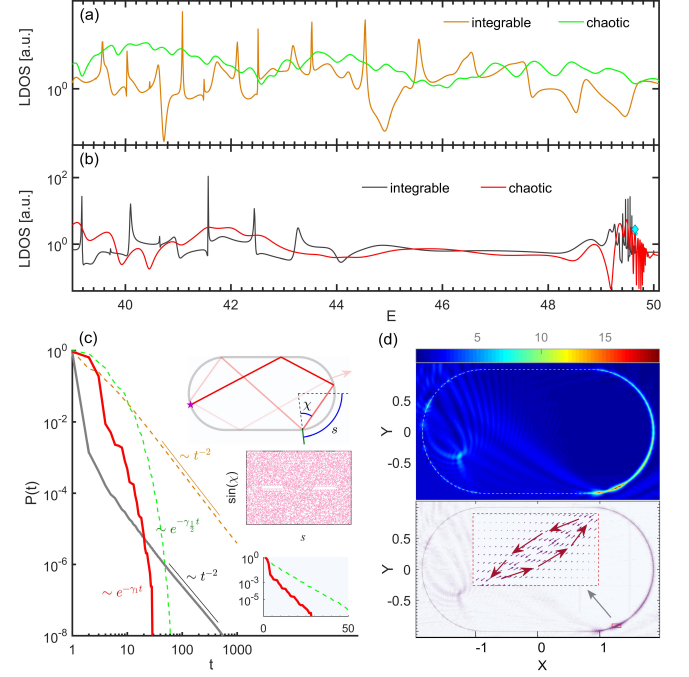 (a)
integrable
chaotic
LDOS [a.u.]
10^0
(b)
integrable
chaotic
LDOS [a.u.]
10^2
10^0
40 42 44 46 48 50
E
(c)
10^0
10^-2
10^-4
10^-6
10^-8
P(t)
1 10 100 1000
t
∼ t^-2
∼ e^{-γ_{1/2} t}
∼ t^-2
∼ e^{-γ_1 t}
χ
s
sin(χ)
s
10^0
10^-3
10^-5
0 50
(d)
5 10 15
0.5
0
-0.5
Y
0.5
0
-0.5
Y
-1 0 1
X